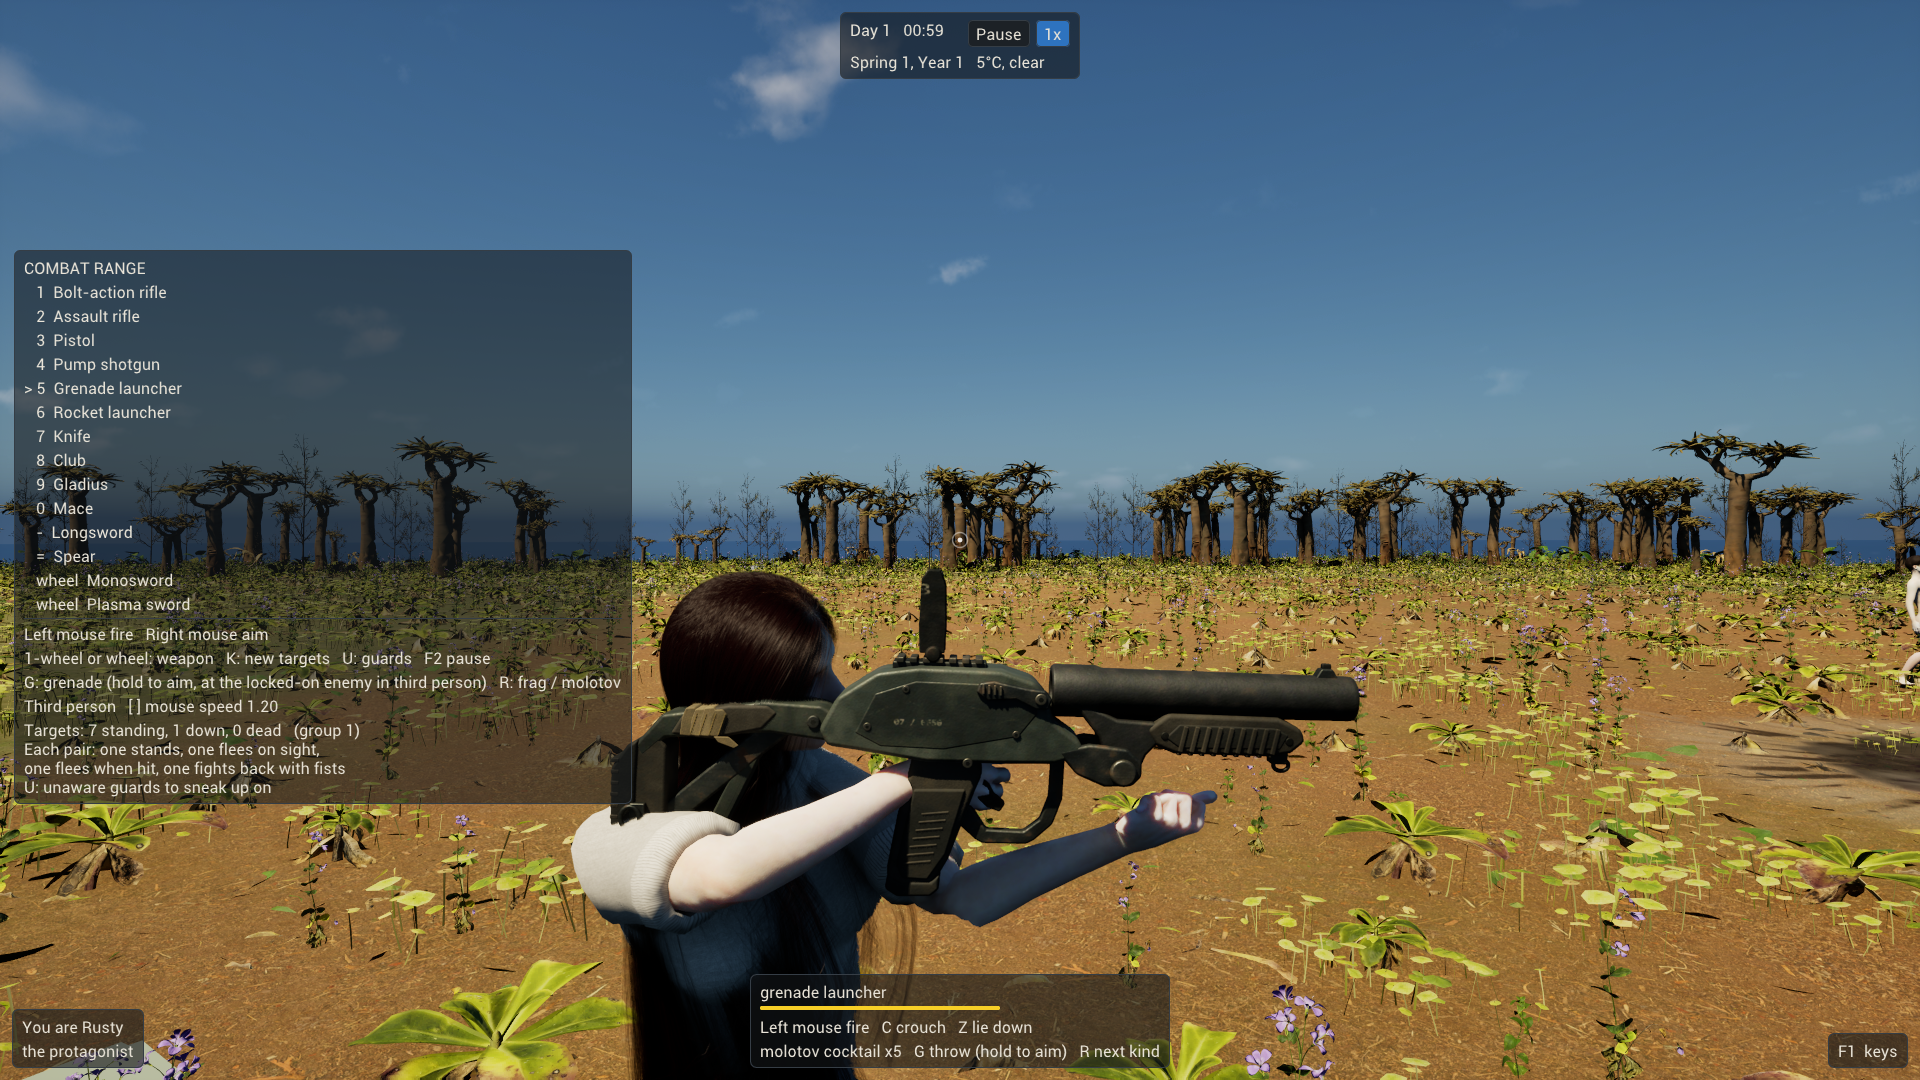 Day 1 00:59 Pause 1x
Spring 1, Year 1 5°C, clear
COMBAT RANGE
1 Bolt-action rifle
2 Assault rifle
3 Pistol
4 Pump shotgun
> 5 Grenade launcher
6 Rocket launcher
7 Knife
8 Club
9 Gladius
0 Mace
- Longsword
= Spear
wheel Monosword
wheel Plasma sword
Left mouse fire Right mouse aim
1-wheel or wheel: weapon K: new targets U: guards F2 pause
G: grenade (hold to aim, at the locked-on enemy in third person) R: frag / molotov
Third person [ ] mouse speed 1.20
Targets: 7 standing, 1 down, 0 dead (group 1)
Each pair: one stands, one flees on sight,
one flees when hit, one fights back with fists
U: unaware guards to sneak up on
grenade launcher
Left mouse fire C crouch Z lie down
molotov cocktail x5 G throw (hold to aim) R next kind
You are Rusty
the protagonist
F1 keys